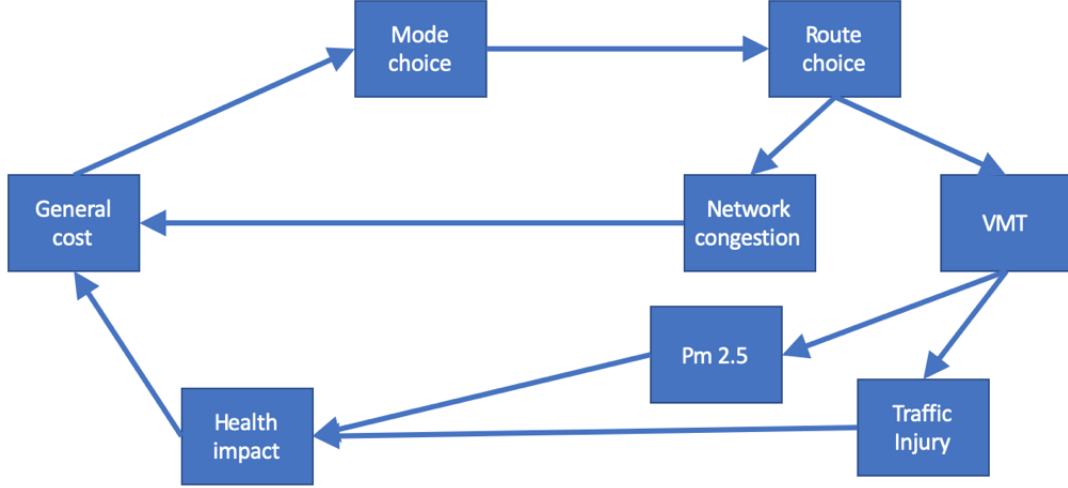 Mode
choice
Route
choice
General
cost
Network
congestion
VMT
Pm 2.5
Health
impact
Traffic
Injury